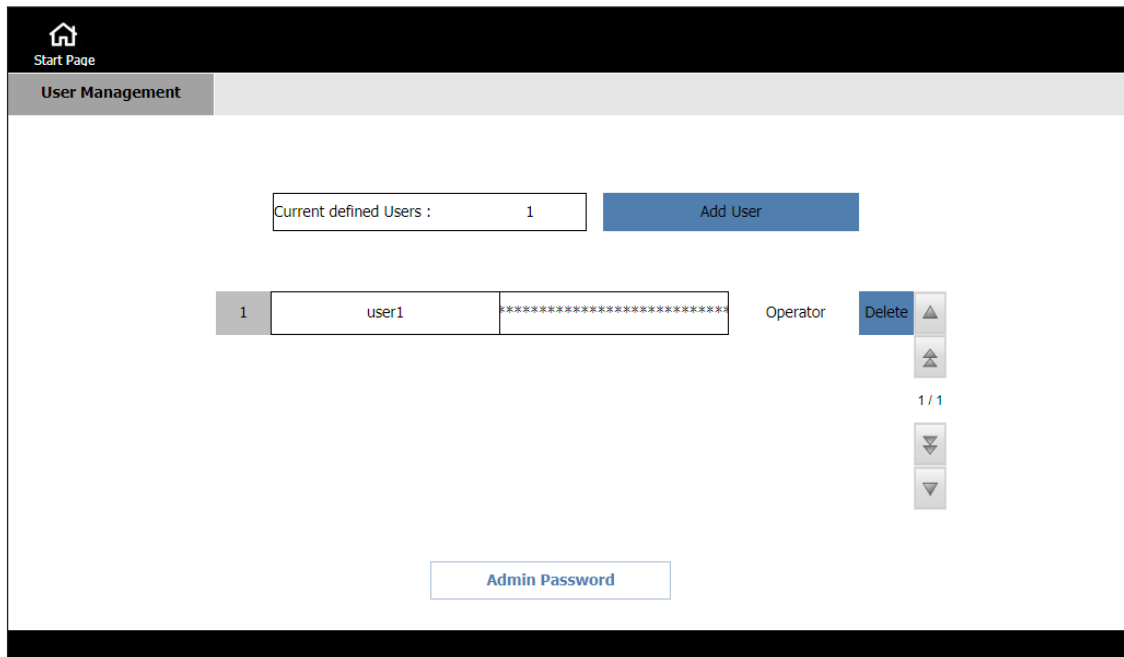 Start Page
User Management
Current defined Users : 1 Add User
1 user1 **************************** Operator Delete
1 / 1
Admin Password